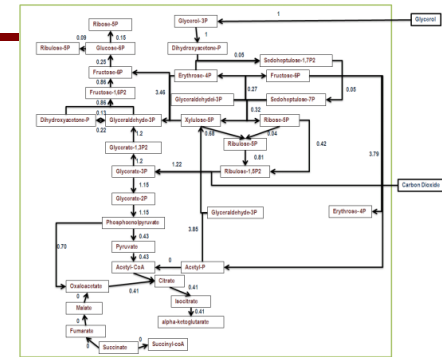 Ribose-5P
Glycerol-3P
1
Glycerol
0.08
0.15
1
Ribulose-5P
Glucose-6P
Dihydroxyacetone-P
0.25
0.05
Sedoheptulose-1,7P2
Fructose-6P
3.46
Erythrose-4P
Fructose-6P
0.86
0.27
0.05
Fructose-1,6P2
Glyceraldehdel-3P
Sedoheptulose-7P
0.86
0.13
0.32
Dihydroxyacetone-P
Glyceraldehyde-3P
Xylulose-5P
Ribose-5P
0.22
0.68
0.04
1.2
Ribulose-5P
0.42
Glycerate-1,3P2
0.81
3.79
1.2
1.22
Glycerate-3P
Ribulose-1,5P2
1.15
Carbon Dioxide
Glycerate-2P
1.15
Glyceraldehyde-3P
Erythrose-4P
Phosphoenolpyruvate
0.43
3.85
0.70
Pyruvate
0.43
0
Acetyl-CoA
Acetyl-P
Citrate
Oxaloacetate
0.41
0.41
0
Isocitrate
Malate
0.41
0
alpha-ketoglutarate
Fumarate
0
0
Succinate
Succinyl-coA